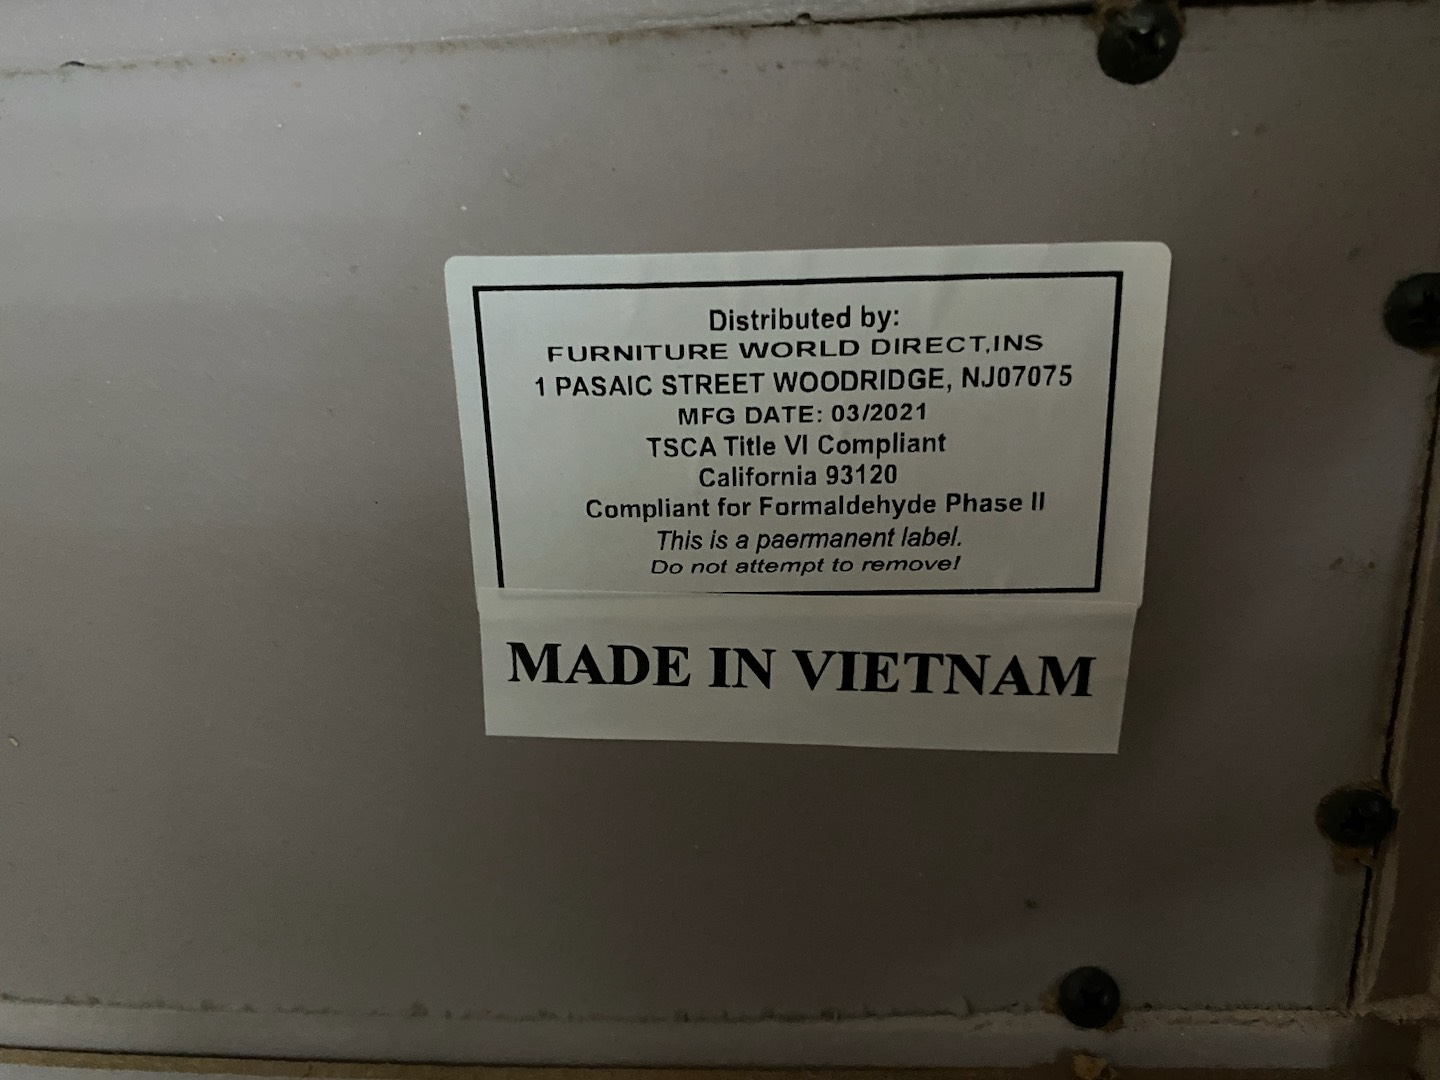 Distributed by:
FURNITURE WORLD DIRECT,INS
1 PASAIC STREET WOODRIDGE, NJ07075
MFG DATE: 03/2021
TSCA Title VI Compliant
California 93120
Compliant for Formaldehyde Phase II
This is a paermanent label.
Do not attempt to remove!
MADE IN VIETNAM